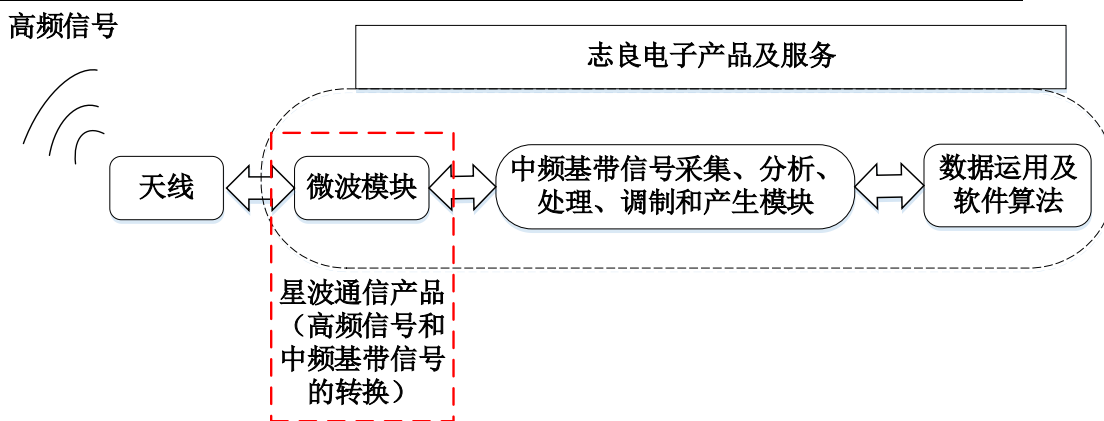 高频信号
志良电子产品及服务
天线
微波模块
中频基带信号采集、分析、
处理、调制和产生模块
数据运用及
软件算法
星波通信产品
（高频信号和
中频基带信号
的转换）